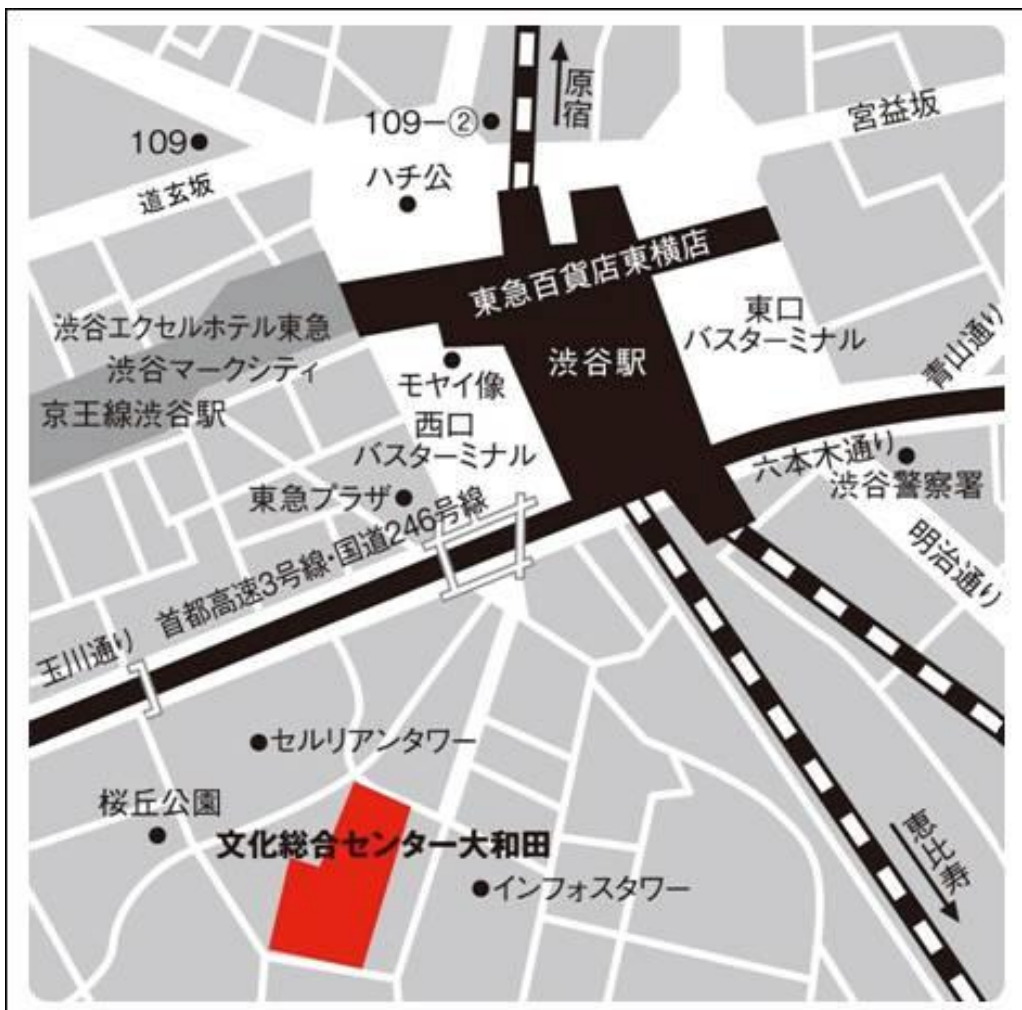 原宿
宮益坂
109-②
109
ハチ公
道玄坂
東急百貨店東横店
東口
バスターミナル
渋谷エクセルホテル東急
渋谷マークシティ
京王線渋谷駅
渋谷駅
モヤイ像
西口
バスターミナル
青山通り
六本木通り
渋谷警察署
東急プラザ
明治通り
首都高速3号線・国道246号線
玉川通り
セルリアンタワー
桜丘公園
文化総合センター大和田
インフォスタワー
恵比寿